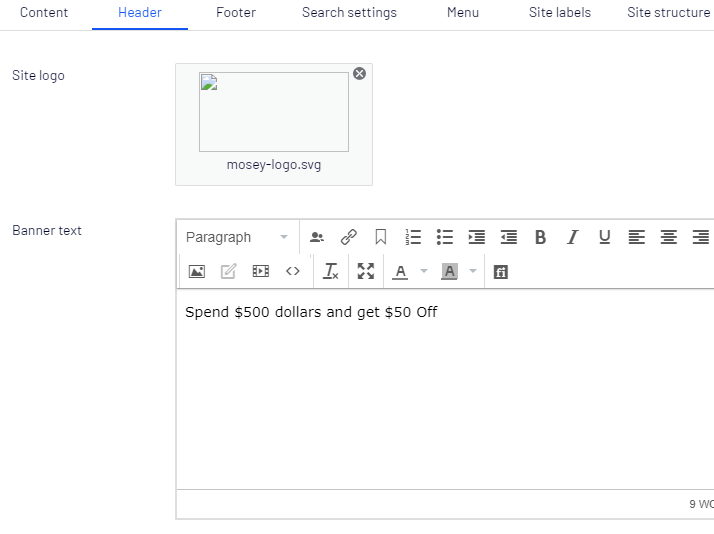 Content Header Footer Search settings Menu Site labels Site structure
Site logo
mosey-logo.svg
Banner text
Paragraph
Spend $500 dollars and get $50 Off
9 WO